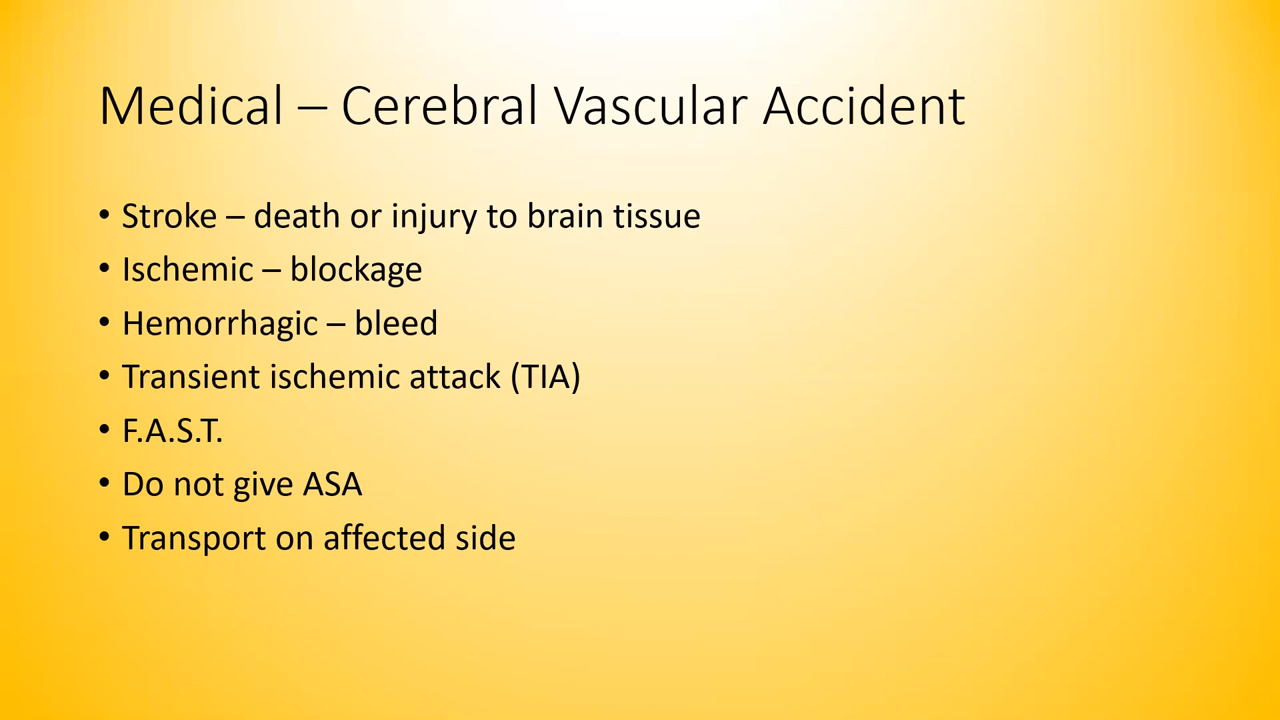 Medical – Cerebral Vascular Accident
• Stroke – death or injury to brain tissue
• Ischemic – blockage
• Hemorrhagic – bleed
• Transient ischemic attack (TIA)
• F.A.S.T.
• Do not give ASA
• Transport on affected side